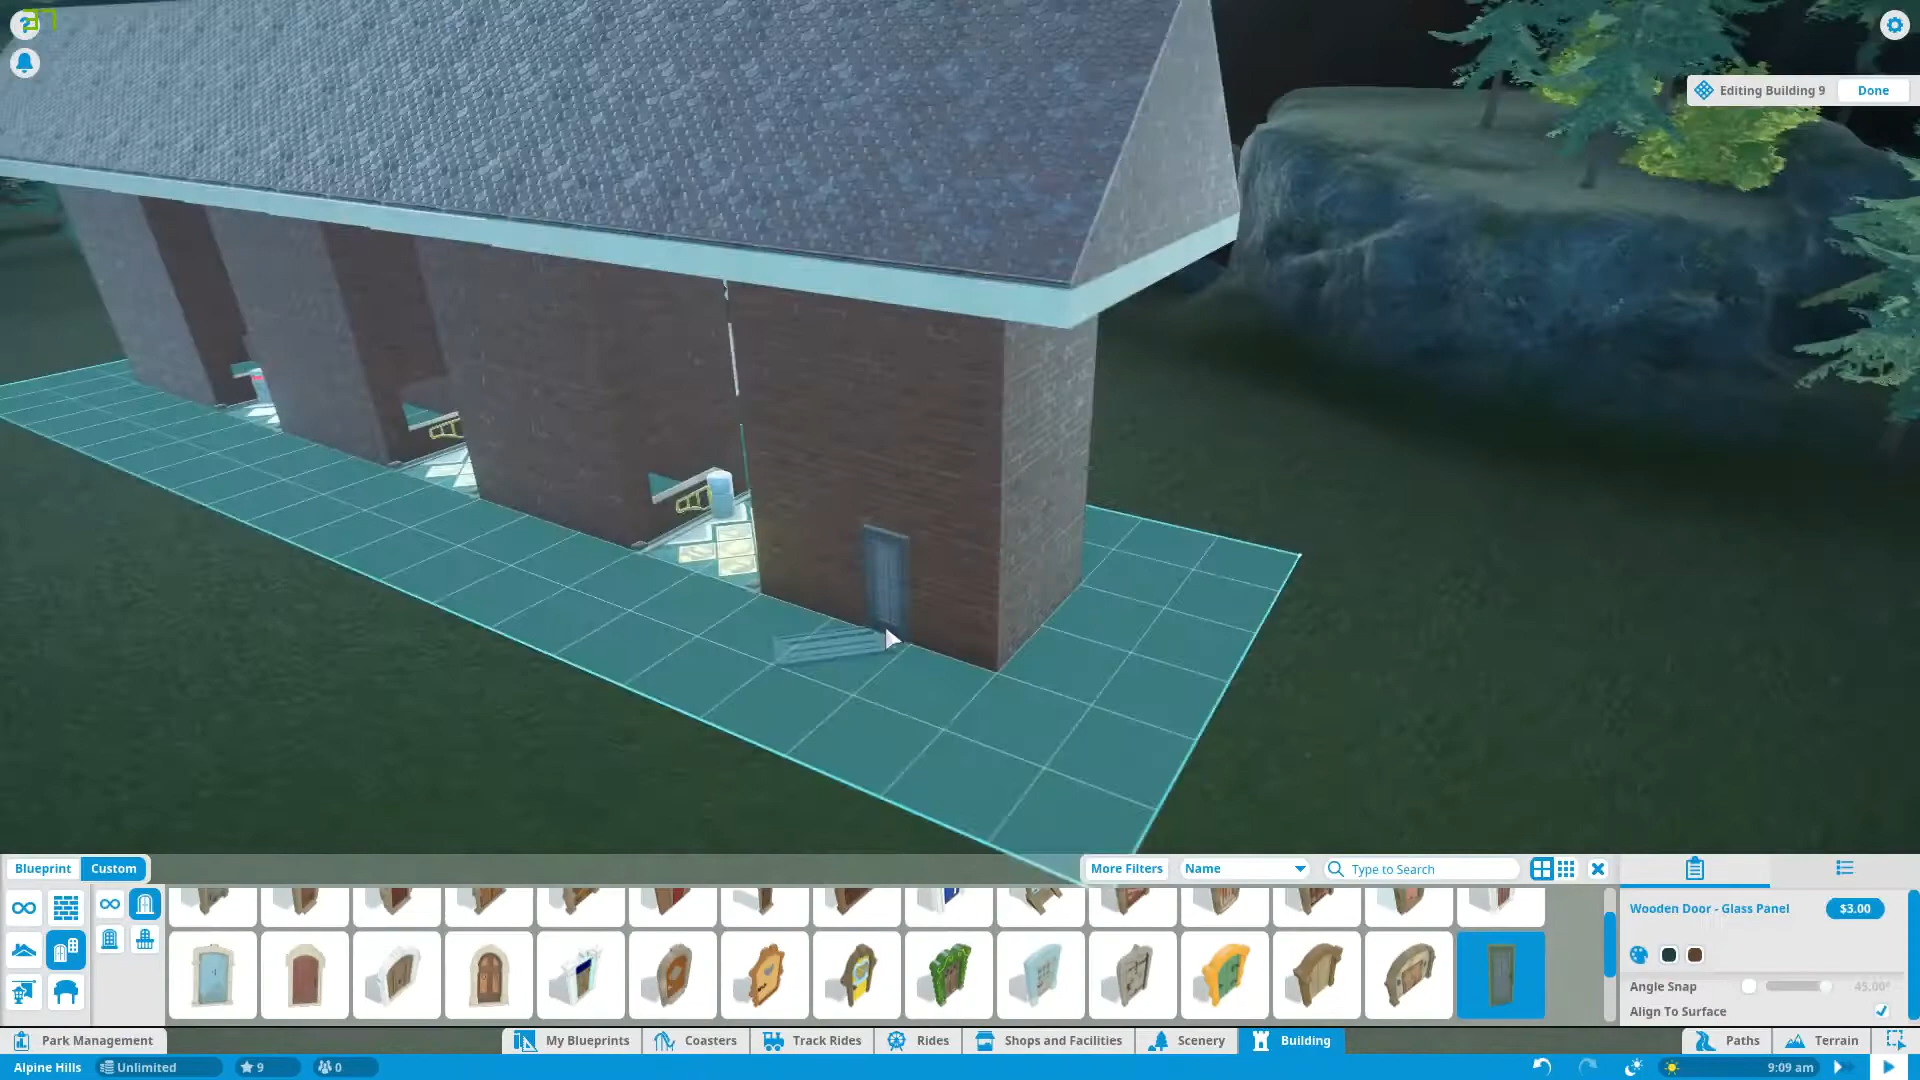 37
?
Editing Building 9
Done
Blueprint
Custom
More Filters
Name
Type to Search
Wooden Door - Glass Panel
$3.00
Angle Snap
45.00°
Align To Surface
Park Management
My Blueprints
Coasters
Track Rides
Rides
Shops and Facilities
Scenery
Building
Paths
Terrain
Alpine Hills
Unlimited
9
0
9:09 am